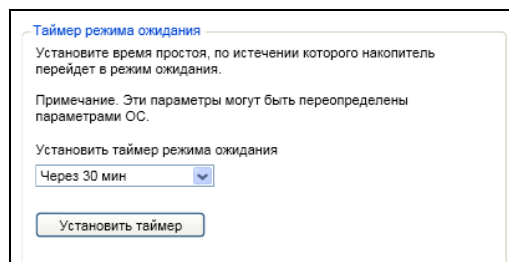 Таймер режима ожидания
Установите время простоя, по истечении которого накопитель
перейдет в режим ожидания.
Примечание. Эти параметры могут быть переопределены
параметрами ОС.
Установить таймер режима ожидания
Через 30 мин
Установить таймер